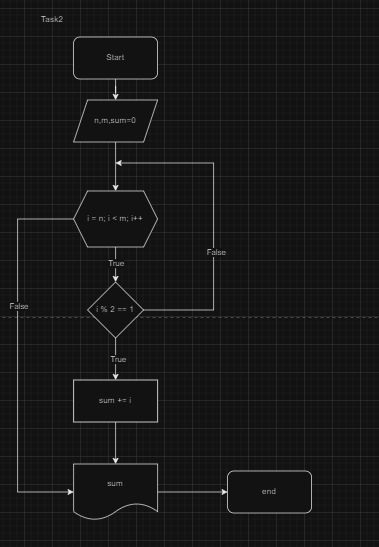 Task2
Start
n,m,sum=0
i = n; i < m; i++
True
False
i % 2 == 1
False
True
sum += i
sum
end